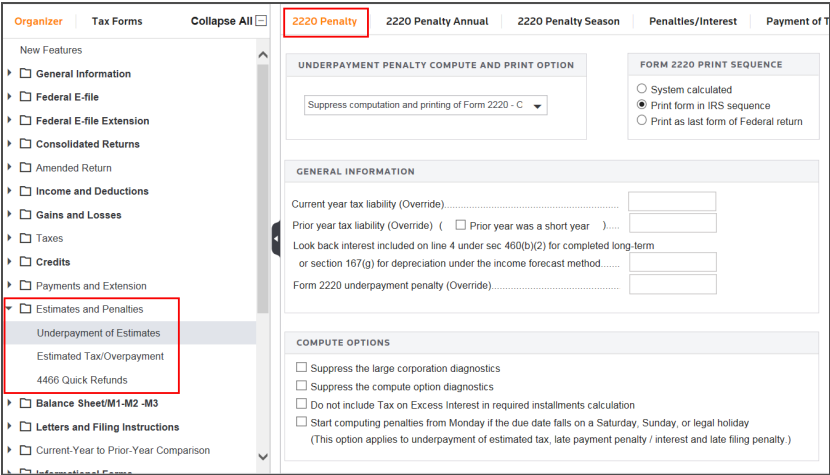 Organizer Tax Forms Collapse All
New Features
General Information
Federal E-file
Federal E-file Extension
Consolidated Returns
Amended Return
Income and Deductions
Gains and Losses
Taxes
Credits
Payments and Extension
Estimates and Penalties
Underpayment of Estimates
Estimated Tax/Overpayment
4466 Quick Refunds
Balance Sheet/M1-M2 -M3
Letters and Filing Instructions
Current-Year to Prior-Year Comparison
Informational Forms
2220 Penalty 2220 Penalty Annual 2220 Penalty Season Penalties/Interest Payment of T
UNDERPAYMENT PENALTY COMPUTE AND PRINT OPTION
Suppress computation and printing of Form 2220 - C
FORM 2220 PRINT SEQUENCE
System calculated
Print form in IRS sequence
Print as last form of Federal return
GENERAL INFORMATION
Current year tax liability (Override)
Prior year tax liability (Override) ( Prior year was a short year )
Look back interest included on line 4 under sec 460(b)(2) for completed long-term
or section 167(g) for depreciation under the income forecast method
Form 2220 underpayment penalty (Override)
COMPUTE OPTIONS
Suppress the large corporation diagnostics
Suppress the compute option diagnostics
Do not include Tax on Excess Interest in required installments calculation
Start computing penalties from Monday if the due date falls on a Saturday, Sunday, or legal holiday
(This option applies to underpayment of estimated tax, late payment penalty / interest and late filing penalty.)